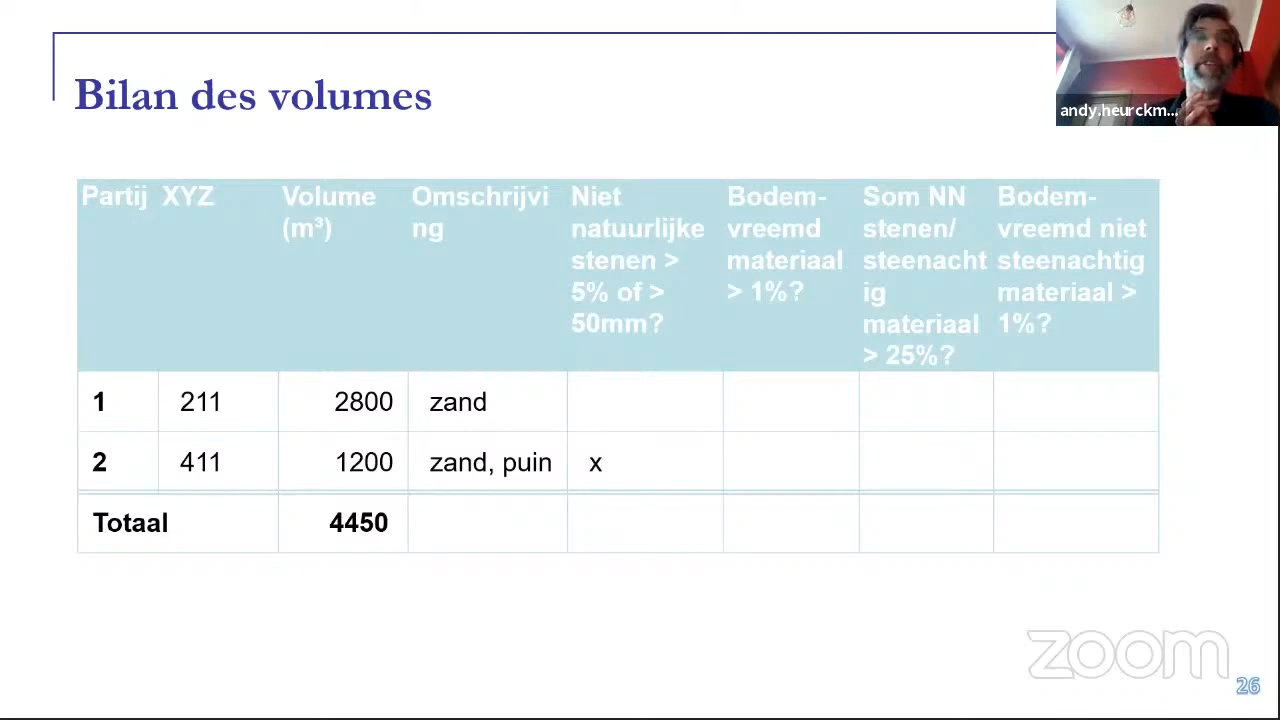 Bilan des volumes
andy.heurckm...
Partij XYZ Volume (m³) Omschrijvi ng Niet natuurlijke stenen > 5% of > 50mm? Bodem- vreemd materiaal > 1%? Som NN stenen/ steenacht ig materiaal > 25%? Bodem- vreemd niet steenachtig materiaal > 1%?
1 211 2800 zand
2 411 1200 zand, puin x
Totaal 4450
zoom
26